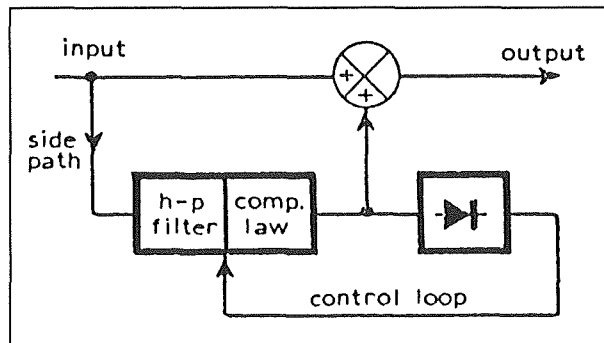 input
output
+
+
side
path
h-p
filter
comp.
law
control loop